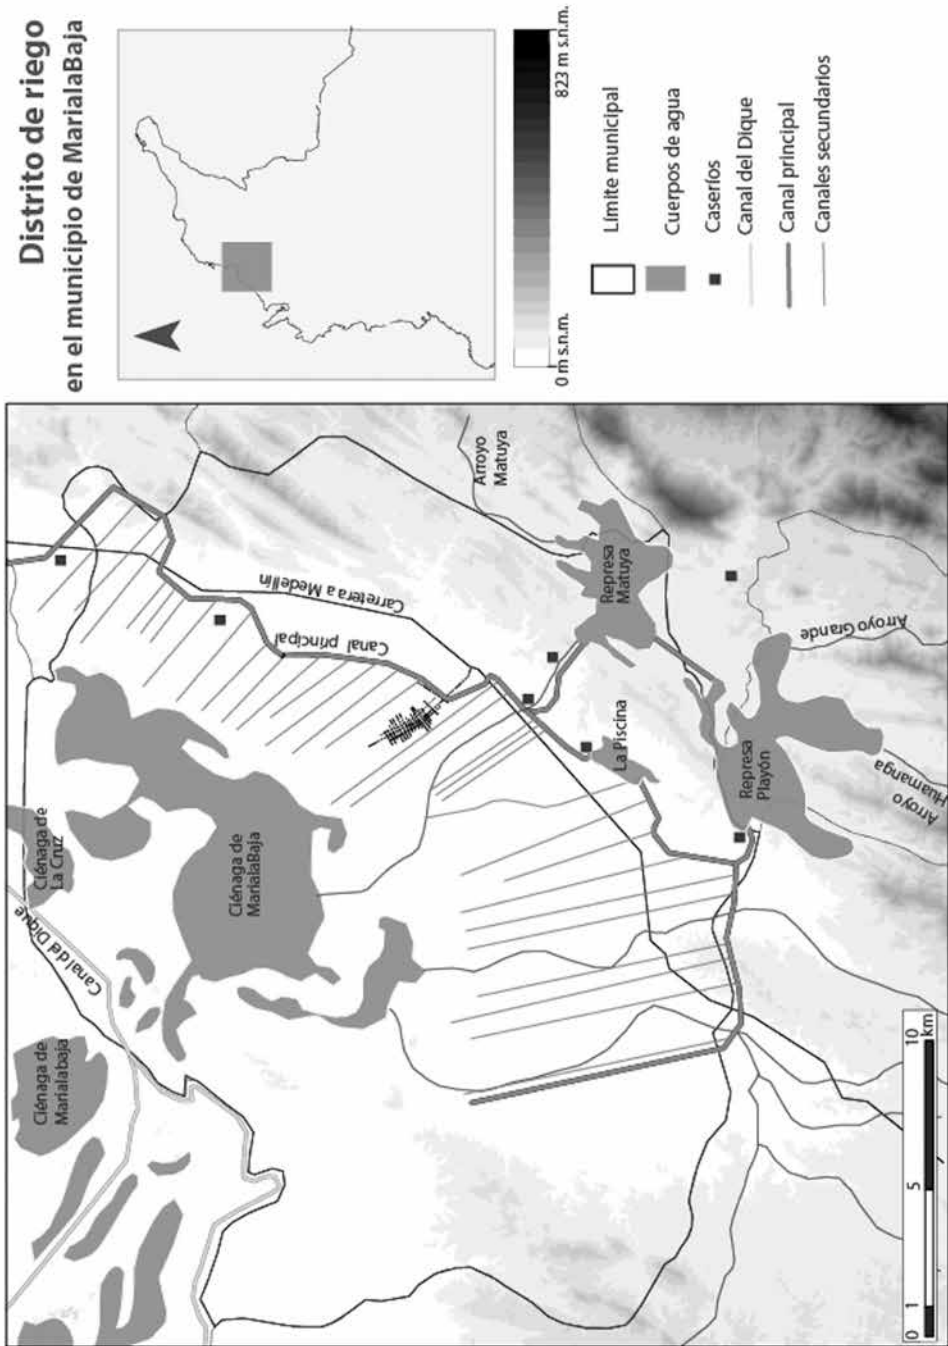 Distrito de riego
en el municipio de MarialaBaja
0 m s.n.m.
823 m s.n.m.
Límite municipal
Cuerpos de agua
Caseríos
Canal del Dique
Canal principal
Canales secundarios
Ciénaga de
Marialabaja
Canal del Dique
Ciénaga de
La Cruz
Ciénaga de
MarialaBaja
Canal principal
Carretera a Medellín
Arroyo
Matuya
Represa
Matuya
La Piscina
Represa
Playón
Arroyo Grande
Arroyo
Huamanga
0
1
5
10
km